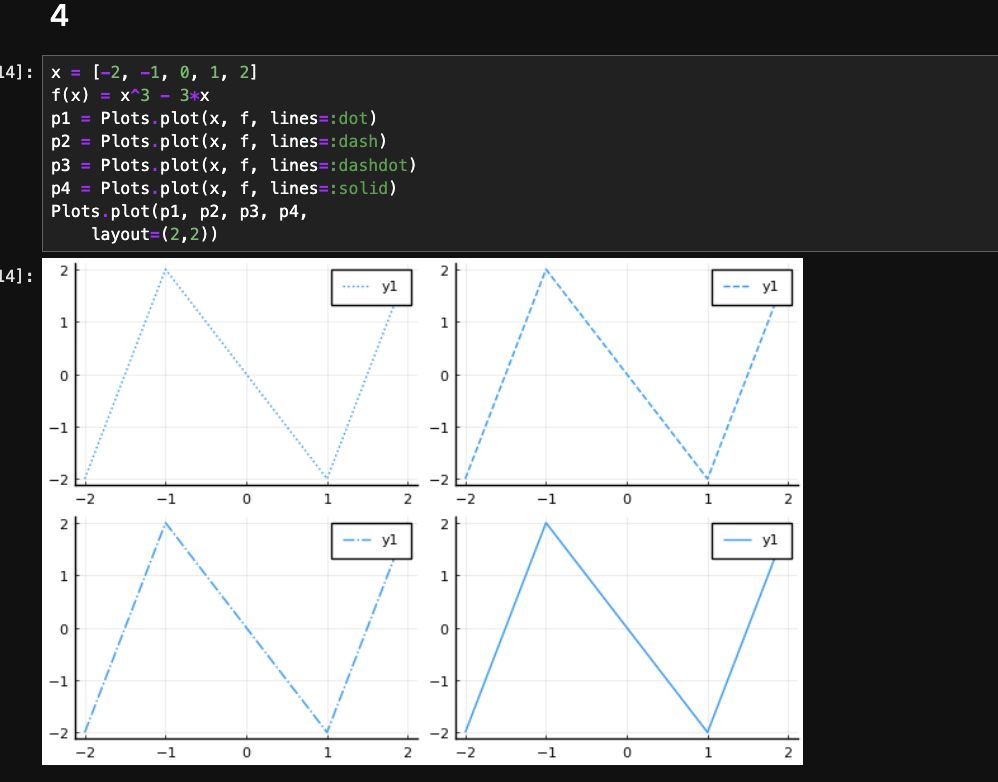 4
14]:
x = [-2, -1, 0, 1, 2]
f(x) = x^3 - 3*x
p1 = Plots.plot(x, f, lines=:dot)
p2 = Plots.plot(x, f, lines=:dash)
p3 = Plots.plot(x, f, lines=:dashdot)
p4 = Plots.plot(x, f, lines=:solid)
Plots.plot(p1, p2, p3, p4,
    layout=(2,2))
14]:
2
1
0
−1
−2
−2 −1 0 1 2
y1
2
1
0
−1
−2
−2 −1 0 1 2
y1
2
1
0
−1
−2
−2 −1 0 1 2
y1
2
1
0
−1
−2
−2 −1 0 1 2
y1